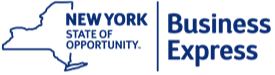 NEW YORK
STATE OF
OPPORTUNITY.
Business
Express